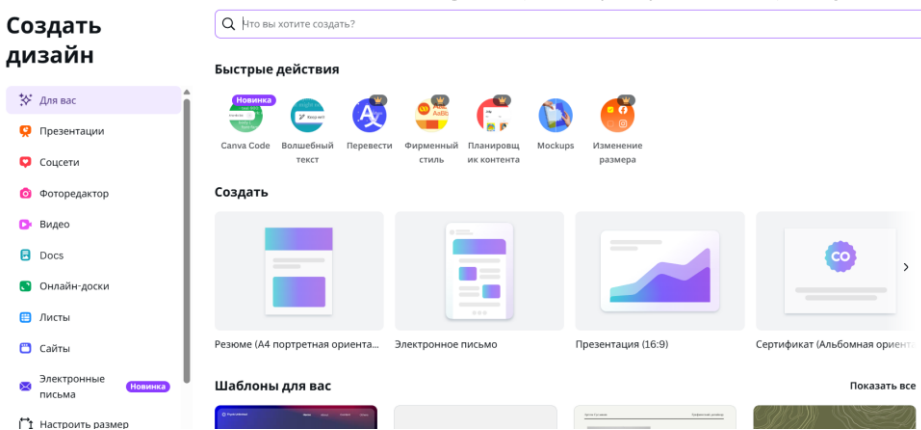 Создать
дизайн
Что вы хотите создать?
Для вас
Презентации
Соцсети
Фоторедактор
Видео
Docs
Онлайн-доски
Листы
Сайты
Электронные
письма
Новинка
Настроить размер
Быстрые действия
Новинка
Canva Code
Волшебный
текст
Перевести
Фирменный
стиль
Планировщ
ик контента
Mockups
Изменение
размера
Создать
CO
Резюме (A4 портретная ориента...
Электронное письмо
Презентация (16:9)
Сертификат (Альбомная ориента
Шаблоны для вас
Показать все